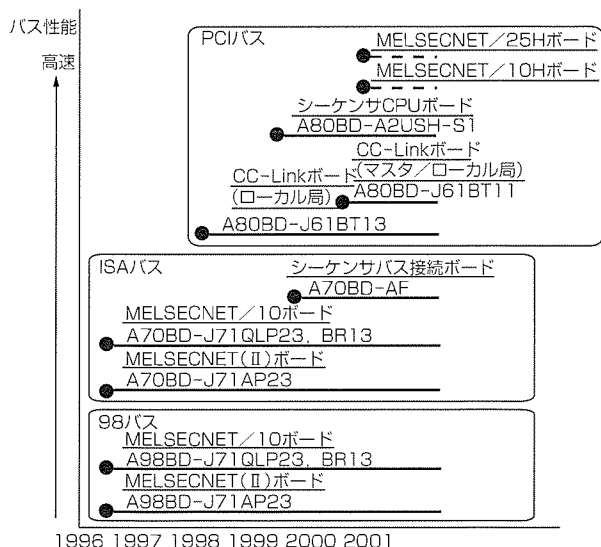 バス性能
高速
PCIバス
MELSECNET／25Hボード
MELSECNET／10Hボード
シーケンサCPUボード
A80BD-A2USH-S1
CC-Linkボード
(マスタ／ローカル局)
A80BD-J61BT11
CC-Linkボード
(ローカル局)
A80BD-J61BT13
ISAバス
シーケンサバス接続ボード
A70BD-AF
MELSECNET／10ボード
A70BD-J71QLP23, BR13
MELSECNET(Ⅱ)ボード
A70BD-J71AP23
98バス
MELSECNET／10ボード
A98BD-J71QLP23, BR13
MELSECNET(Ⅱ)ボード
A98BD-J71AP23
1996 1997 1998 1999 2000 2001